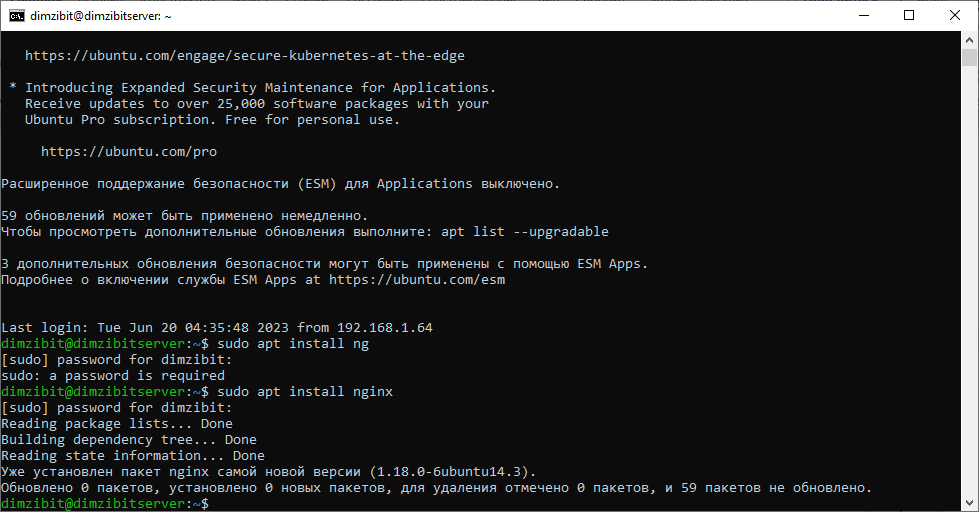 dimzibit@dimzibitserver: ~
https://ubuntu.com/engage/secure-kubernetes-at-the-edge
* Introducing Expanded Security Maintenance for Applications.
Receive updates to over 25,000 software packages with your
Ubuntu Pro subscription. Free for personal use.
https://ubuntu.com/pro
Расширенное поддержание безопасности (ESM) для Applications выключено.
59 обновлений может быть применено немедленно.
Чтобы просмотреть дополнительные обновления выполните: apt list --upgradable
3 дополнительных обновления безопасности могут быть применены с помощью ESM Apps.
Подробнее о включении службы ESM Apps at https://ubuntu.com/esm
Last login: Tue Jun 20 04:35:48 2023 from 192.168.1.64
dimzibit@dimzibitserver:~$ sudo apt install ng
[sudo] password for dimzibit:
sudo: a password is required
dimzibit@dimzibitserver:~$ sudo apt install nginx
[sudo] password for dimzibit:
Reading package lists... Done
Building dependency tree... Done
Reading state information... Done
Уже установлен пакет nginx самой новой версии (1.18.0-6ubuntu14.3).
Обновлено 0 пакетов, установлено 0 новых пакетов, для удаления отмечено 0 пакетов, и 59 пакетов не обновлено.
dimzibit@dimzibitserver:~$